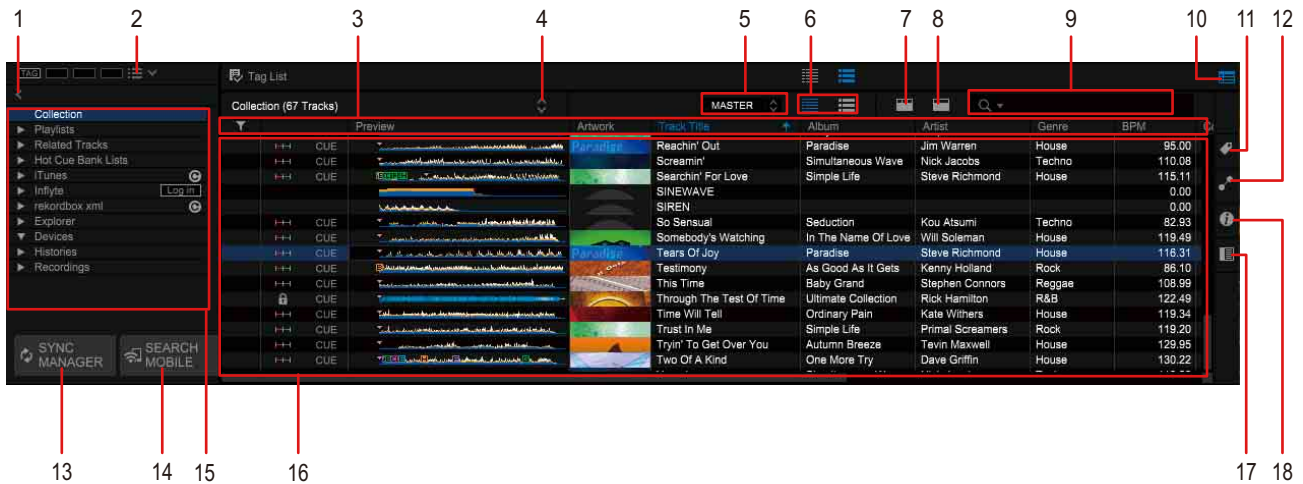 1 2 3 4 5 6 7 8 9 10 11 12
TAG
Tag List
Collection (67 Tracks) MASTER
Preview Artwork Track Title Album Artist Genre BPM
Collection
Playlists
Related Tracks
Hot Cue Bank Lists
iTunes
Inflyte Log in
rekordbox xml
Explorer
Devices
Histories
Recordings
CUE Paradise Reachin' Out Paradise Jim Warren House 95.00
CUE Screamin' Simultaneous Wave Nick Jacobs Techno 110.08
CUE Searchin' For Love Simple Life Steve Richmond House 115.11
SINEWAVE 0.00
SIREN 0.00
CUE So Sensual Seduction Kou Atsumi Techno 82.93
CUE Somebody's Watching In The Name Of Love Will Soleman House 119.49
CUE Paradise Tears Of Joy Paradise Steve Richmond House 116.31
CUE Testimony As Good As It Gets Kenny Holland Rock 86.10
CUE This Time Baby Grand Stephen Connors Reggae 108.99
CUE Through The Test Of Time Ultimate Collection Rick Hamilton R&B 122.49
CUE Time Will Tell Ordinary Pain Kate Withers House 119.34
CUE Trust In Me Simple Life Primal Screamers Rock 119.20
CUE Tryin' To Get Over You Autumn Breeze Tevin Maxwell House 129.95
CUE Two Of A Kind One More Try Dave Griffin House 130.22
SYNC MANAGER
SEARCH MOBILE
13 14 15 16 17 18